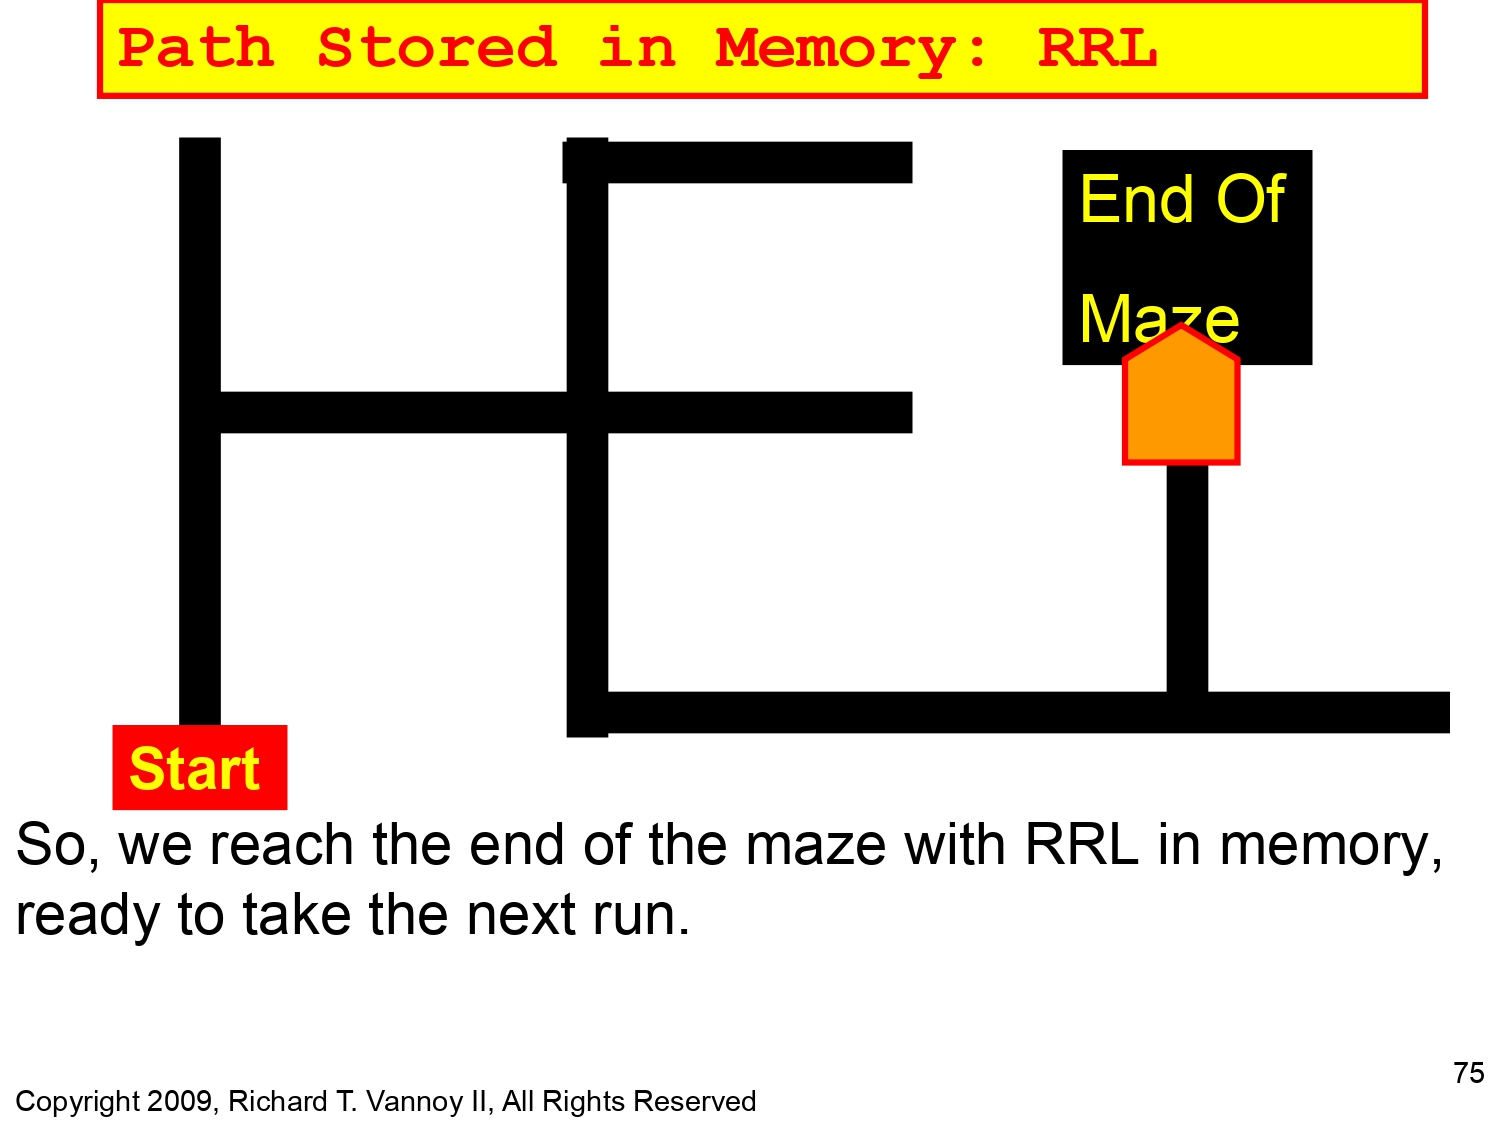 Path Stored in Memory: RRL
End Of
Maze
Start
So, we reach the end of the maze with RRL in memory,
ready to take the next run.
75
Copyright 2009, Richard T. Vannoy II, All Rights Reserved